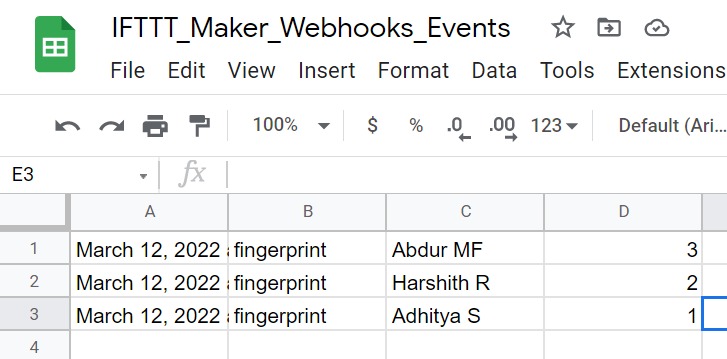 IFTTT_Maker_Webhooks_Events
File Edit View Insert Format Data Tools Extensions
100% $ % .0 .00 123 Default (Ari...
E3 fx
A B C D
1 March 12, 2022 fingerprint Abdur MF 3
2 March 12, 2022 fingerprint Harshith R 2
3 March 12, 2022 fingerprint Adhitya S 1
4